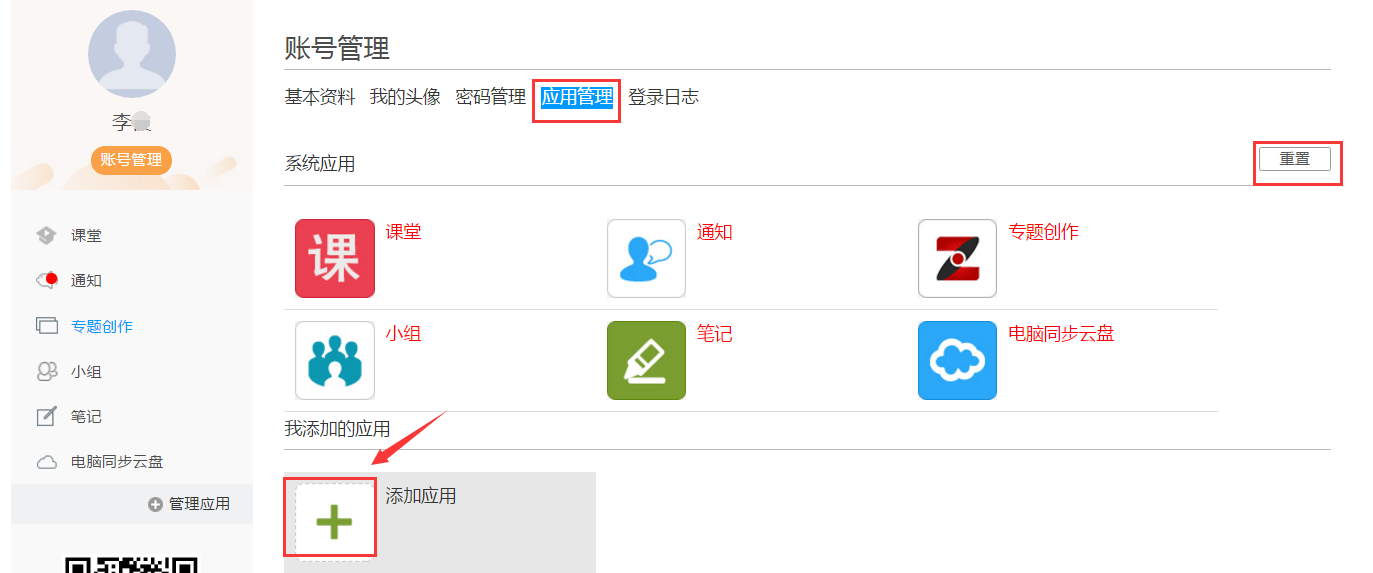 李
账号管理
课堂
通知
专题创作
小组
笔记
电脑同步云盘
管理应用
账号管理
基本资料 我的头像 密码管理 应用管理 登录日志
系统应用 重置
课 课堂 通知 专题创作
小组 笔记 电脑同步云盘
我添加的应用
添加应用